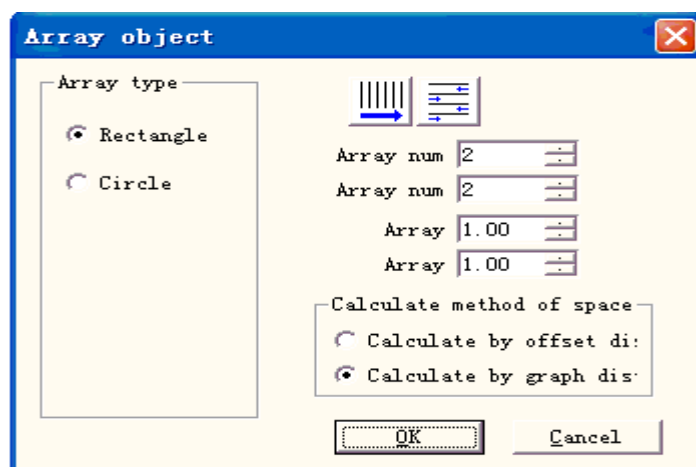 Array object
Array type
Rectangle
Circle
Array num 2
Array num 2
Array 1.00
Array 1.00
Calculate method of space
Calculate by offset di
Calculate by graph dis
OK
Cancel